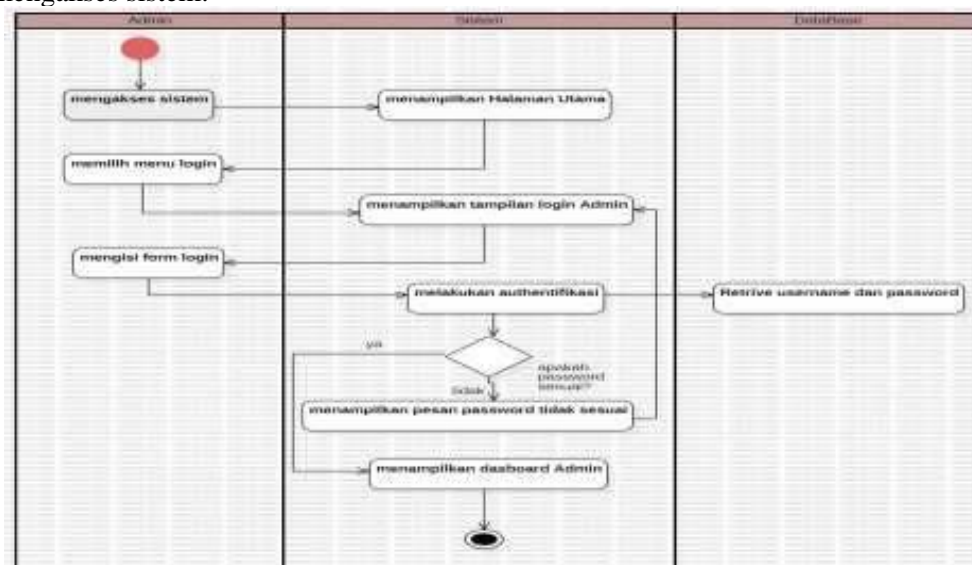 mengakses sistem.
Admin
Sistem
DataBase
mengakses sistem
menampilkan Halaman Utama
memilih menu login
menampilkan tampilan login Admin
mengisi form login
melakukan authentifikasi
Retrive username dan password
ya
apakah
password
sesuai?
tidak
menampilkan pesan password tidak sesuai
menampilkan dasboard Admin